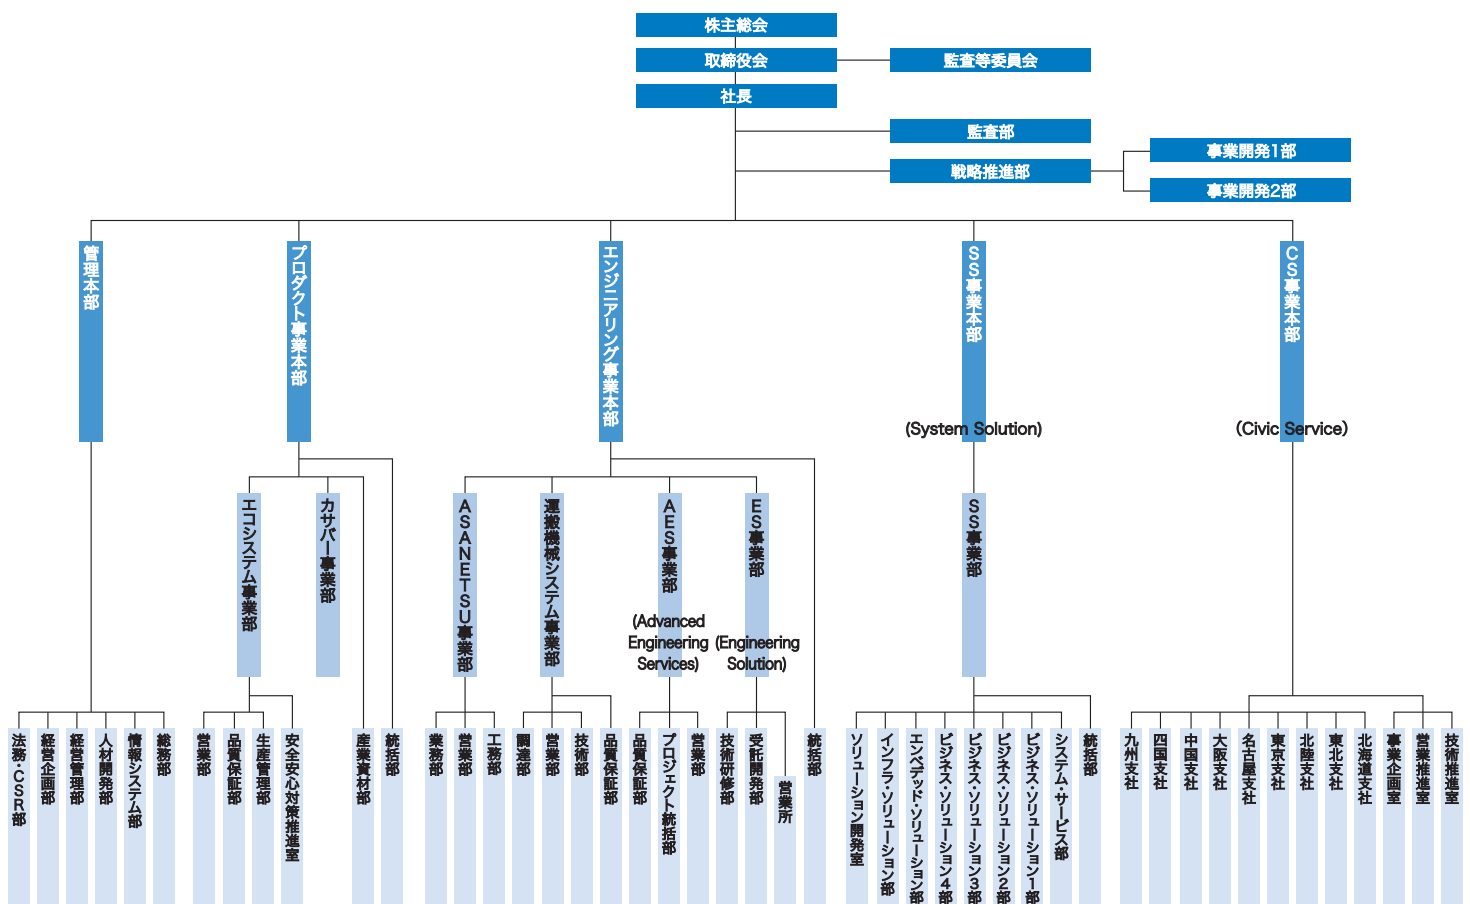 株主総会
取締役会
監査等委員会
社長
監査部
戦略推進部
事業開発1部
事業開発2部
管理本部
プロダクト事業本部
エンジニアリング事業本部
SS事業本部
(System Solution)
CS事業本部
(Civic Service)
エコシステム事業部
カサバー事業部
ASANETSU事業部
運搬機械システム事業部
AES事業部
(Advanced
Engineering
Services)
ES事業部
(Engineering
Solution)
SS事業部
法務・CSR部
経営企画部
経営管理部
人材開発部
情報システム部
総務部
営業部
品質保証部
生産管理部
安全安心対策推進室
産業資材部
統括部
業務部
営業部
工務部
調達部
営業部
技術部
品質保証部
品質保証部
プロジェクト統括部
営業部
技術研修部
受託開発部
営業所
統括部
ソリューション開発室
インフラ・ソリューション部
エンベデッド・ソリューション部
ビジネス・ソリューション4部
ビジネス・ソリューション3部
ビジネス・ソリューション2部
ビジネス・ソリューション1部
システム・サービス部
統括部
九州支社
四国支社
中国支社
大阪支社
名古屋支社
東京支社
北陸支社
東北支社
北海道支社
事業企画室
営業推進室
技術推進室